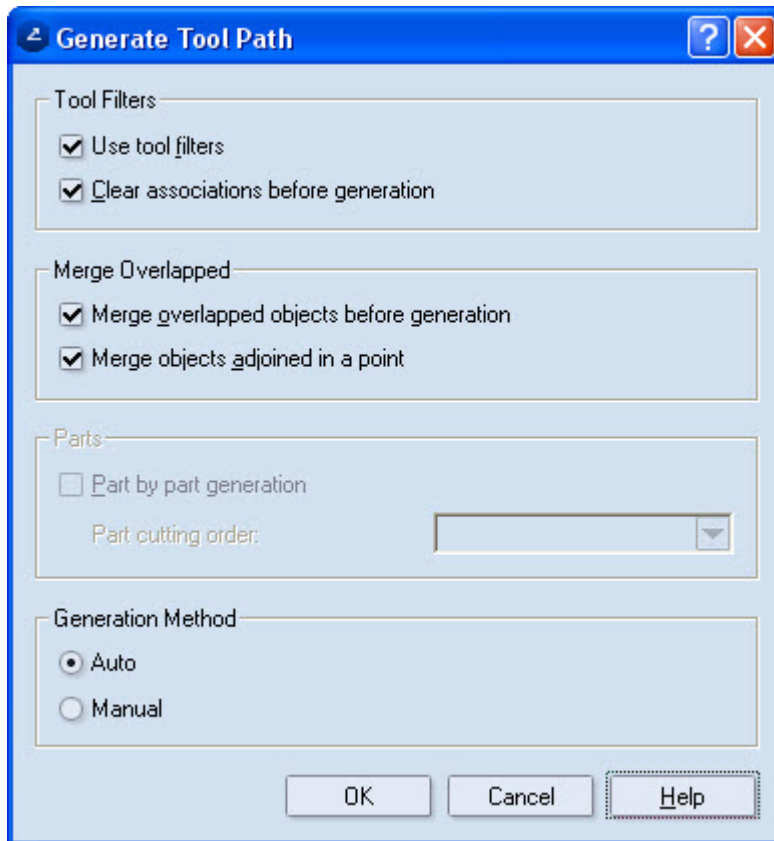 Generate Tool Path
Tool Filters
Use tool filters
Clear associations before generation
Merge Overlapped
Merge overlapped objects before generation
Merge objects adjoined in a point
Parts
Part by part generation
Part cutting order:
Generation Method
Auto
Manual
OK Cancel Help